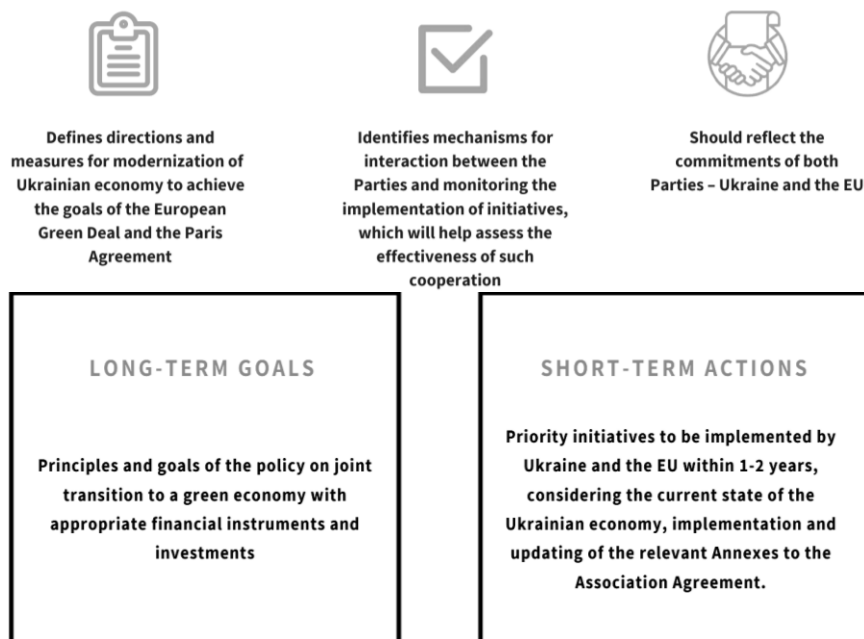 Defines directions and
measures for modernization of
Ukrainian economy to achieve
the goals of the European
Green Deal and the Paris
Agreement
Identifies mechanisms for
interaction between the
Parties and monitoring the
implementation of initiatives,
which will help assess the
effectiveness of such
cooperation
Should reflect the
commitments of both
Parties – Ukraine and the EU
LONG-TERM GOALS
Principles and goals of the policy on joint
transition to a green economy with
appropriate financial instruments and
investments
SHORT-TERM ACTIONS
Priority initiatives to be implemented by
Ukraine and the EU within 1-2 years,
considering the current state of the
Ukrainian economy, implementation and
updating of the relevant Annexes to the
Association Agreement.